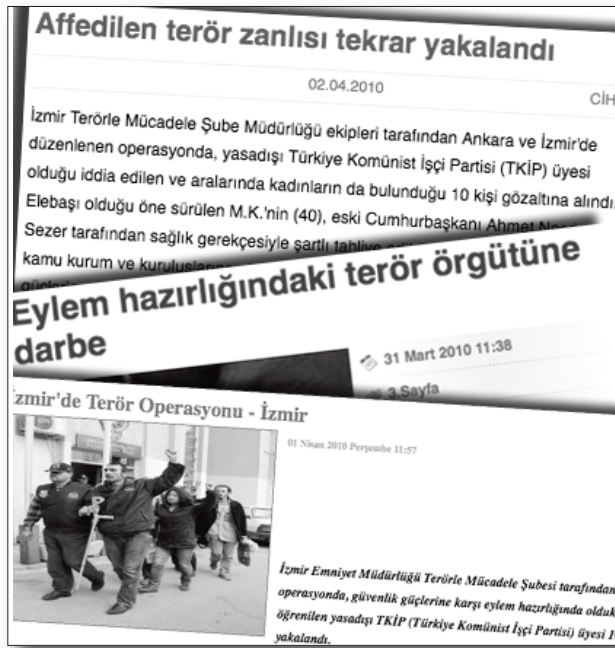 Affedilen terör zanlısı tekrar yakalandı
02.04.2010
CİH
İzmir Terörle Mücadele Şube Müdürlüğü ekipleri tarafından Ankara ve İzmir'de
düzenlenen operasyonda, yasadışı Türkiye Komünist İşçi Partisi (TKİP) üyesi
olduğu iddia edilen ve aralarında kadınların da bulunduğu 10 kişi gözaltına alındı.
Elebaşı olduğu öne sürülen M.K.'nin (40), eski Cumhurbaşkanı Ahmet
Sezer tarafından sağlık gerekçesiyle şartlı tahliye
kamu kurum ve
Eylem hazırlığındaki terör örgütüne
darbe
31 Mart 2010 11:38
3.Sayfa
zmir'de Terör Operasyonu - İzmir
01 Nisan 2010 Perşembe 11:57
İzmir Emniyet Müdürlüğü Terörle Mücadele Şubesi tarafından
operasyonda, güvenlik güçlerine karşı eylem hazırlığında olduk
öğrenilen yasadışı TKİP (Türkiye Komünist İşçi Partisi) üyesi 1
yakalandı.